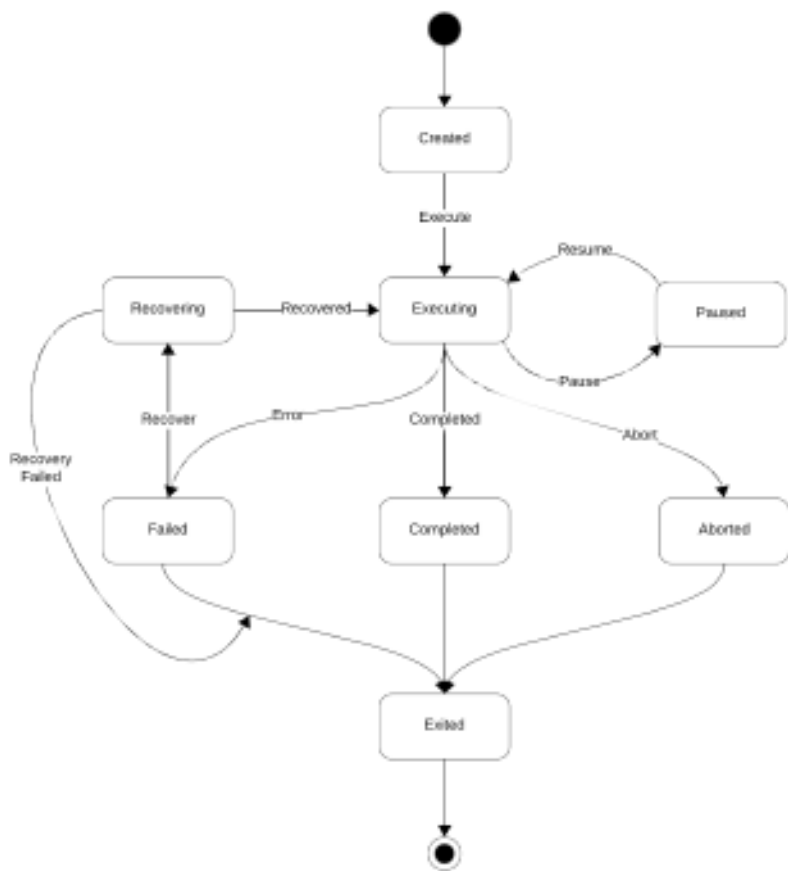 Created
Execute
Resume
Recovering
Recovered
Executing
Paused
Pause
Recover
Error
Completed
Abort
Recovery
Failed
Failed
Completed
Aborted
Exited